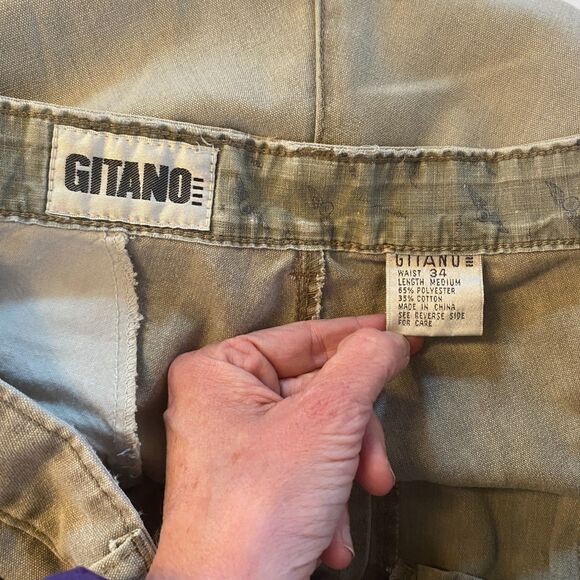 GITANO
GITANO
WAIST 34
LENGTH MEDIUM
65% POLYESTER
35% COTTON
MADE IN CHINA
SEE REVERSE SIDE
FOR CARE